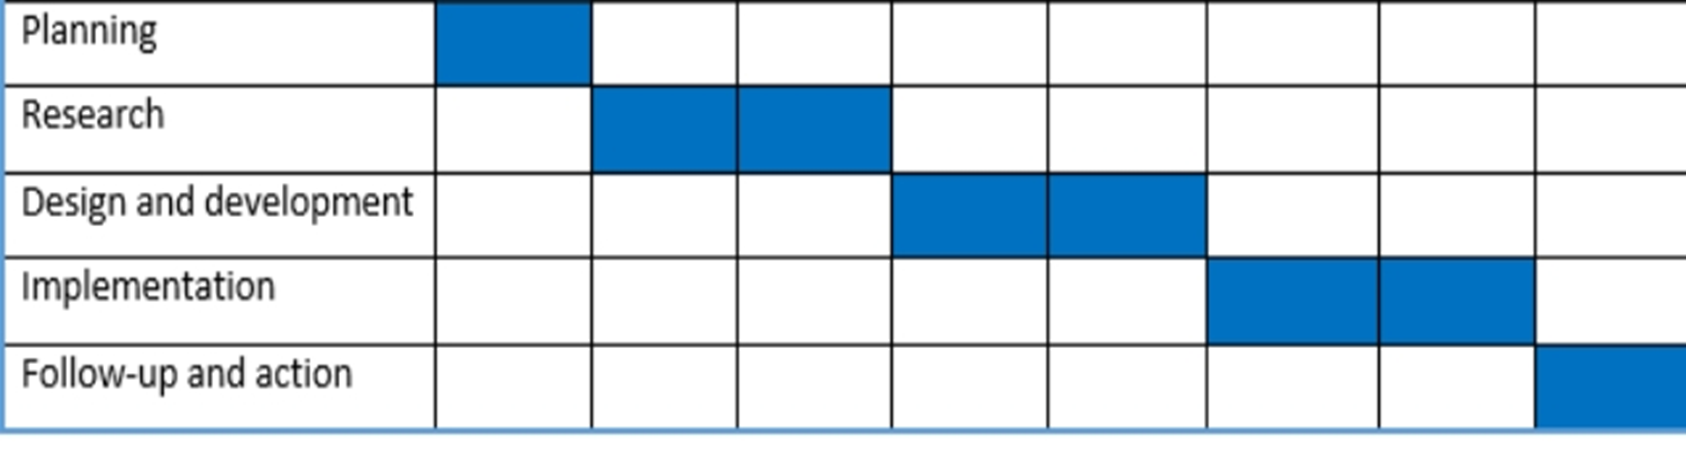 Planning
Research
Design and development
Implementation
Follow-up and action